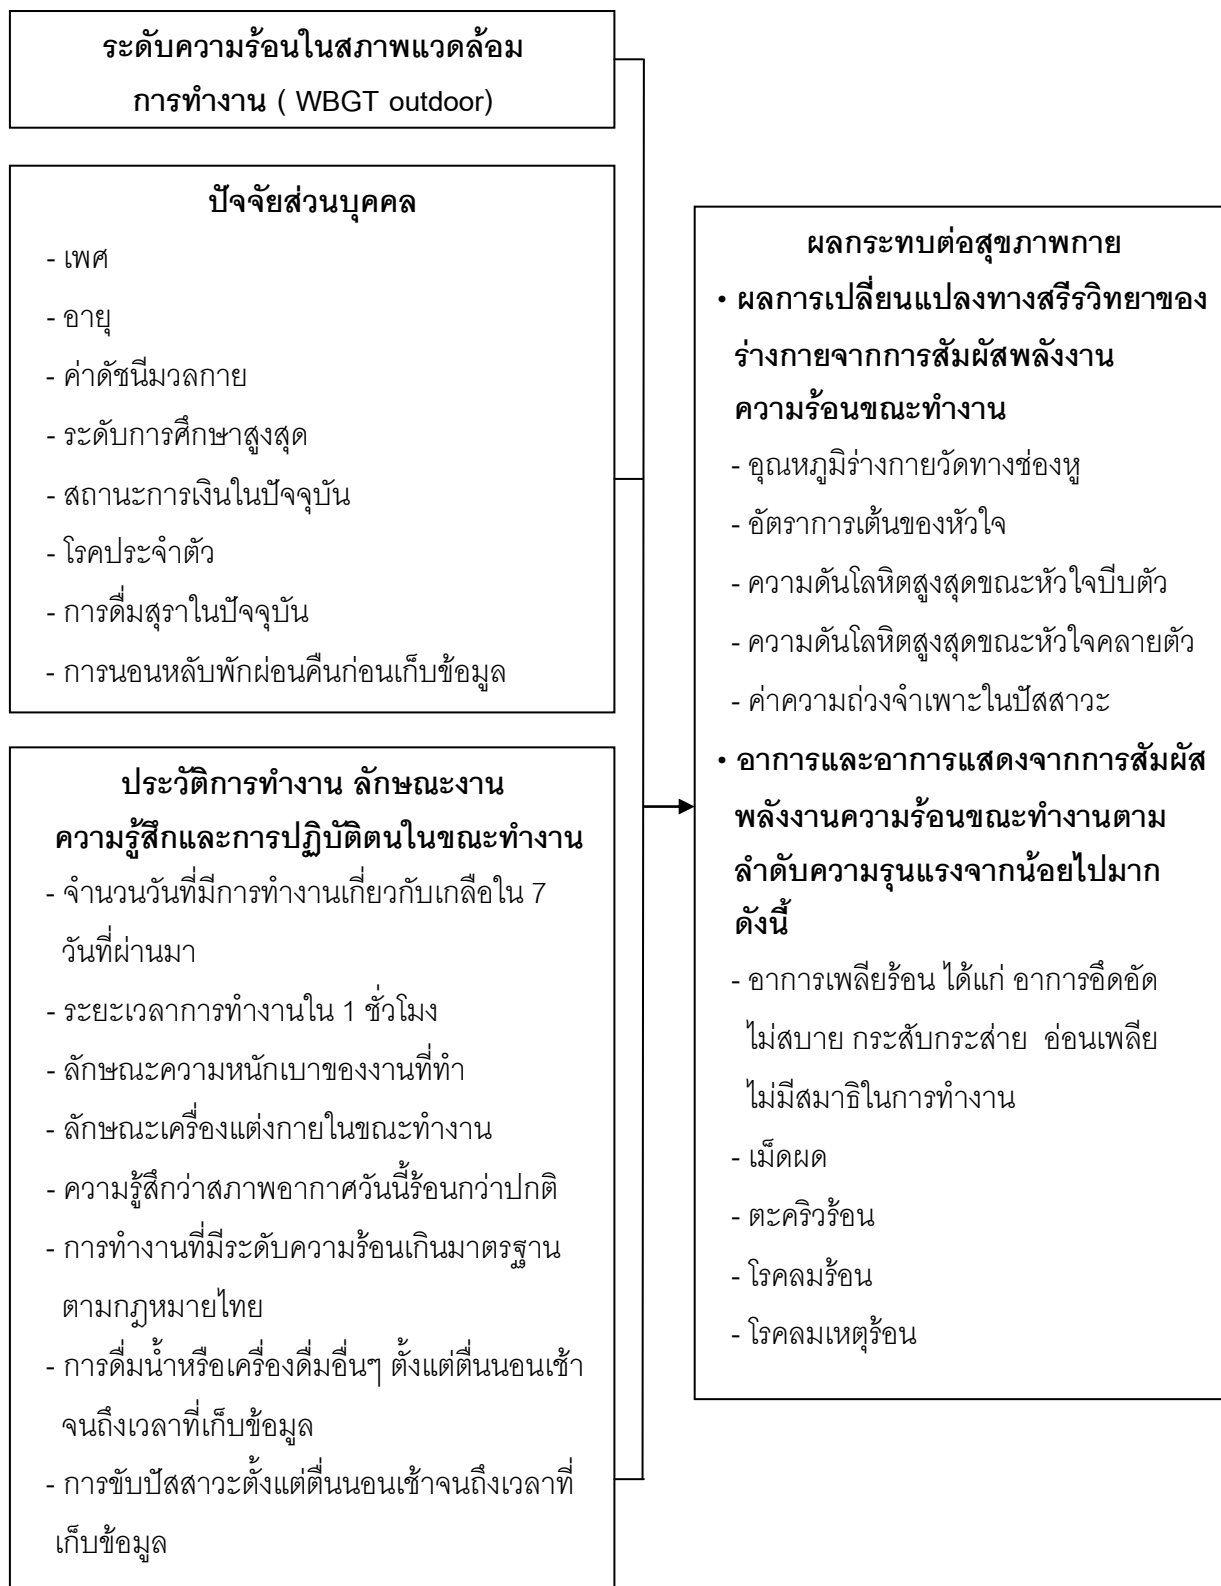 ระดับความร้อนในสภาพแวดล้อม
การทำงาน ( WBGT outdoor)
ปัจจัยส่วนบุคคล
- เพศ
- อายุ
- ค่าดัชนีมวลกาย
- ระดับการศึกษาสูงสุด
- สถานะการเงินในปัจจุบัน
- โรคประจำตัว
- การดื่มสุราในปัจจุบัน
- การนอนหลับพักผ่อนคืนก่อนเก็บข้อมูล
ประวัติการทำงาน ลักษณะงาน
ความรู้สึกและการปฏิบัติตนในขณะทำงาน
- จำนวนวันที่มีการทำงานเกี่ยวกับเกลือใน 7
วันที่ผ่านมา
- ระยะเวลาการทำงานใน 1 ชั่วโมง
- ลักษณะความหนักเบาของงานที่ทำ
- ลักษณะเครื่องแต่งกายในขณะทำงาน
- ความรู้สึกว่าสภาพอากาศวันนี้ร้อนกว่าปกติ
- การทำงานที่มีระดับความร้อนเกินมาตรฐาน
ตามกฎหมายไทย
- การดื่มน้ำหรือเครื่องดื่มอื่นๆ ตั้งแต่ตื่นนอนเช้า
จนถึงเวลาที่เก็บข้อมูล
- การขับปัสสาวะตั้งแต่ตื่นนอนเช้าจนถึงเวลาที่
เก็บข้อมูล
ผลกระทบต่อสุขภาพกาย
• ผลการเปลี่ยนแปลงทางสรีรวิทยาของ
ร่างกายจากการสัมผัสพลังงาน
ความร้อนขณะทำงาน
- อุณหภูมิร่างกายวัดทางช่องหู
- อัตราการเต้นของหัวใจ
- ความดันโลหิตสูงสุดขณะหัวใจบีบตัว
- ความดันโลหิตสูงสุดขณะหัวใจคลายตัว
- ค่าความถ่วงจำเพาะในปัสสาวะ
• อาการและอาการแสดงจากการสัมผัส
พลังงานความร้อนขณะทำงานตาม
ลำดับความรุนแรงจากน้อยไปมาก
ดังนี้
- อาการเพลียร้อน ได้แก่ อาการอึดอัด
ไม่สบาย กระสับกระส่าย อ่อนเพลีย
ไม่มีสมาธิในการทำงาน
- เม็ดผด
- ตะคริวร้อน
- โรคลมร้อน
- โรคลมเหตุร้อน